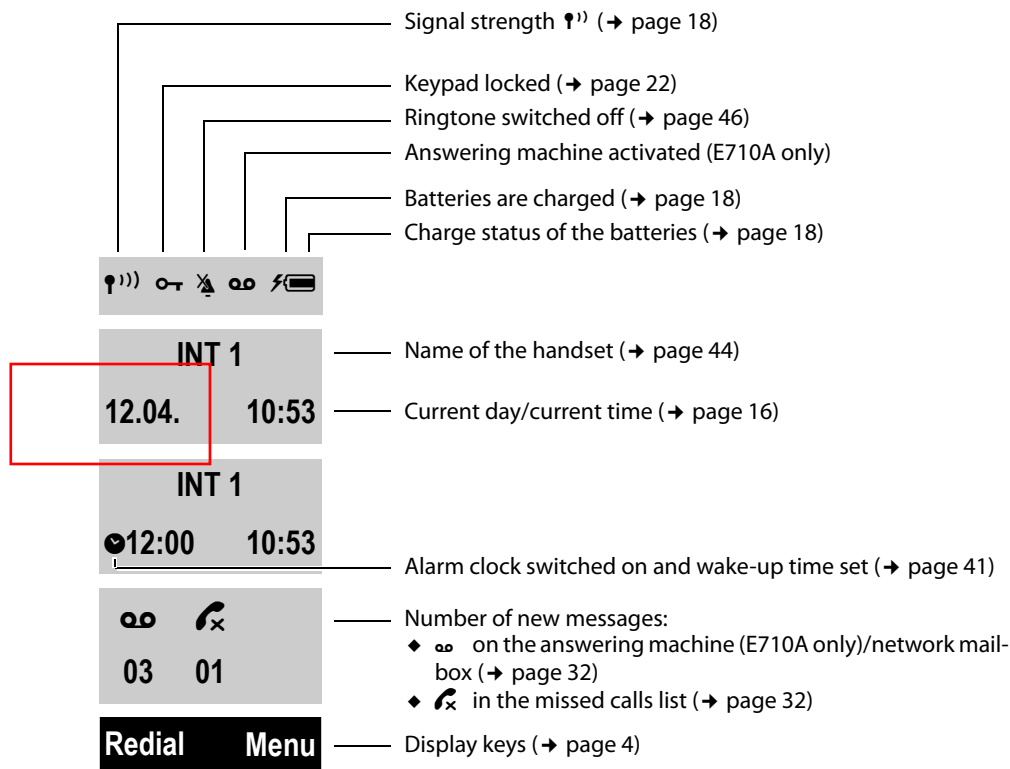 Signal strength (➔ page 18)
Keypad locked (➔ page 22)
Ringtone switched off (➔ page 46)
Answering machine activated (E710A only)
Batteries are charged (➔ page 18)
Charge status of the batteries (➔ page 18)
INT 1
Name of the handset (➔ page 44)
12.04. 10:53
Current day/current time (➔ page 16)
INT 1
12:00 10:53
Alarm clock switched on and wake-up time set (➔ page 41)
Number of new messages:
◆ on the answering machine (E710A only)/network mail-
box (➔ page 32)
◆ in the missed calls list (➔ page 32)
03 01
Redial Menu
Display keys (➔ page 4)